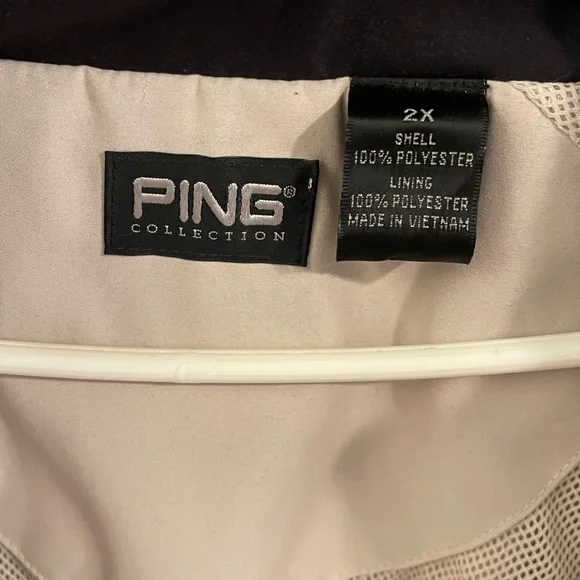 PING®
COLLECTION
2X
SHELL
100% POLYESTER
LINING
100% POLYESTER
MADE IN VIETNAM